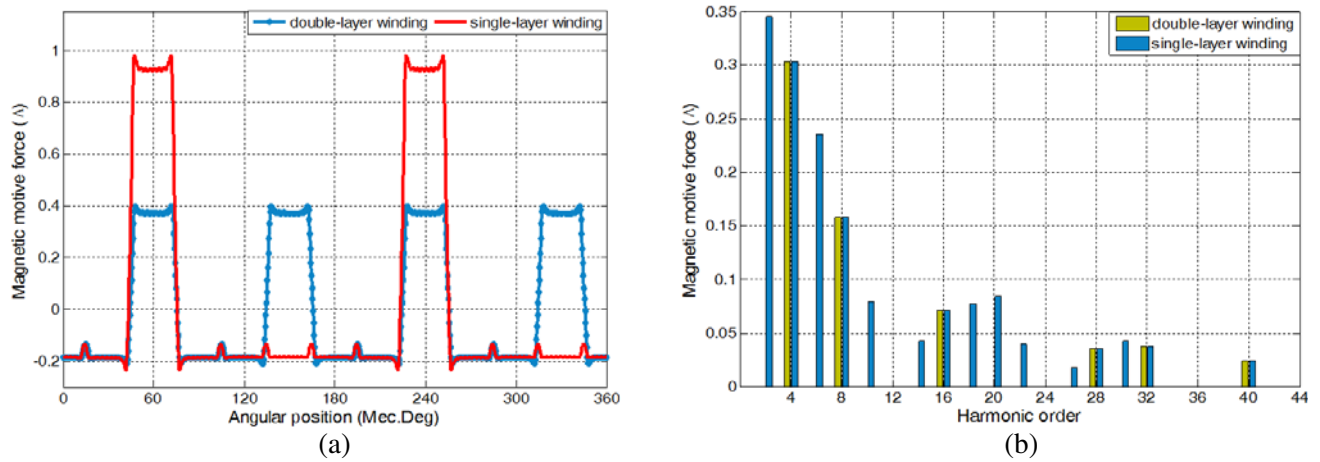 double-layer winding single-layer winding
Magnetic motive force (A)
1
0.8
0.6
0.4
0.2
0
-0.2
0 60 120 180 240 300 360
Angular position (Mec.Deg)
(a)
double-layer winding
single-layer winding
Magnetic motive force (A)
0.35
0.3
0.25
0.2
0.15
0.1
0.05
0
4 8 12 16 20 24 28 32 36 40 44
Harmonic order
(b)